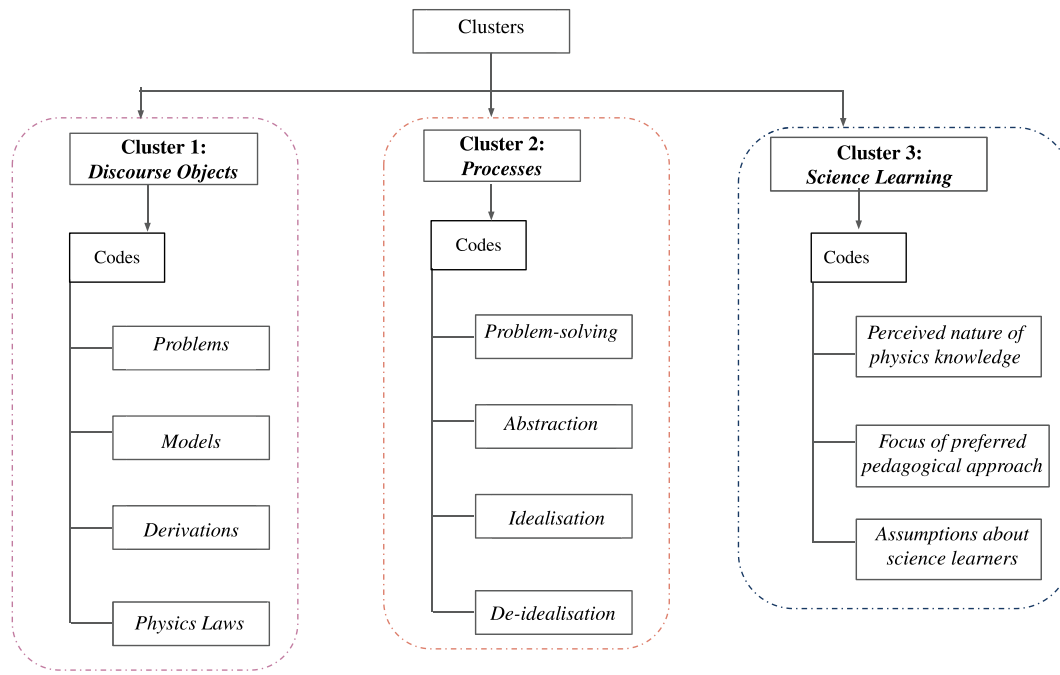 Clusters
Cluster 1:
Discourse Objects
Codes
Problems
Models
Derivations
Physics Laws
Cluster 2:
Processes
Codes
Problem-solving
Abstraction
Idealisation
De-idealisation
Cluster 3:
Science Learning
Codes
Perceived nature of
physics knowledge
Focus of preferred
pedagogical approach
Assumptions about
science learners